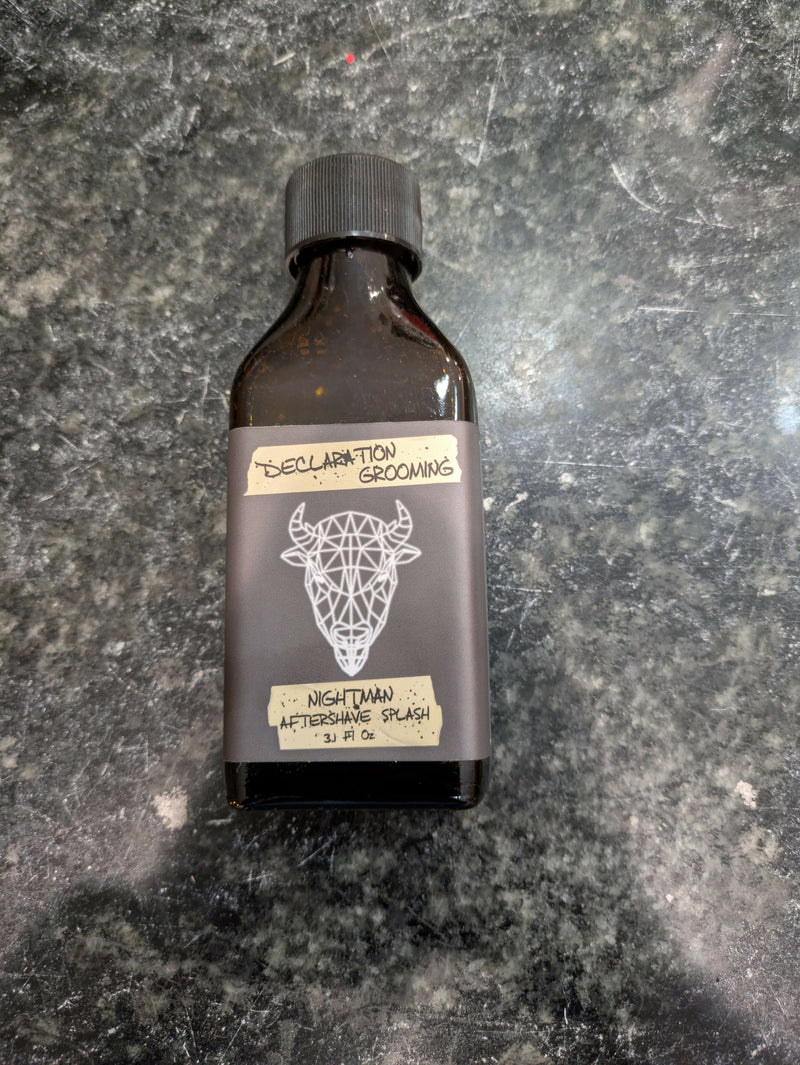 DECLARATION
GROOMING
NIGHTMAN
AFTERSHAVE SPLASH
3.1 Fl Oz